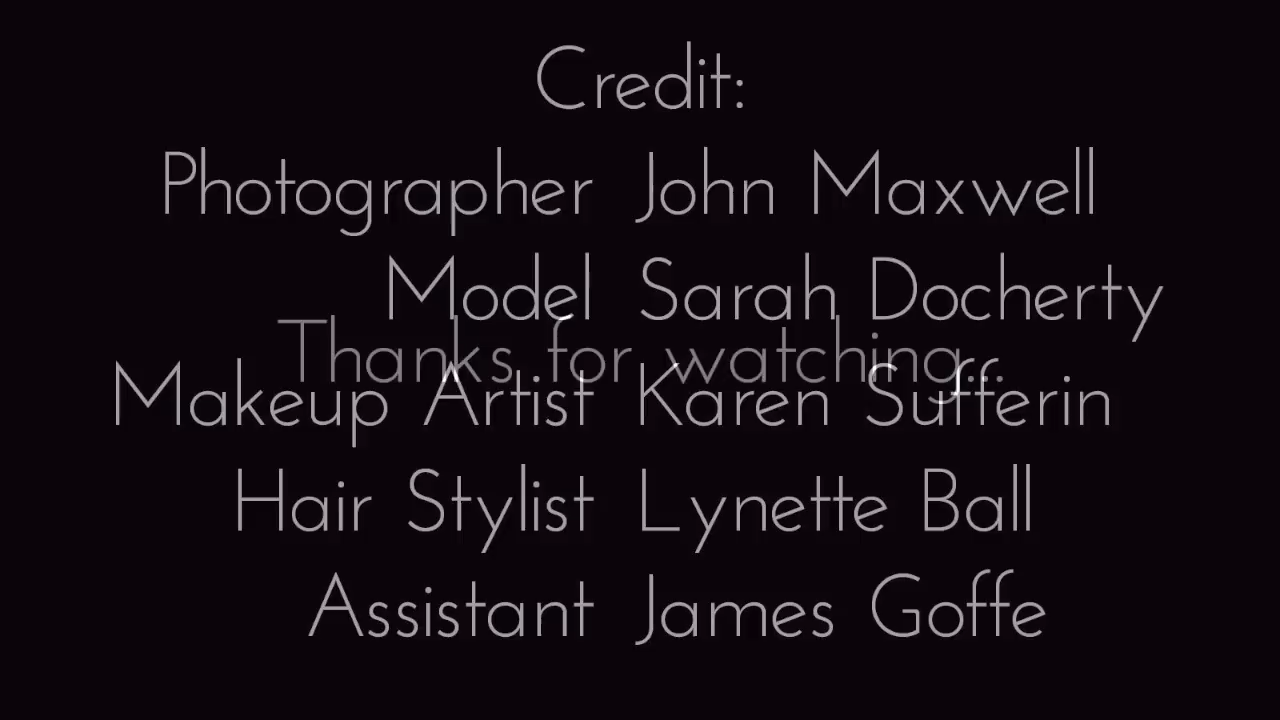 Credit:
Photographer John Maxwell
Model Sarah Docherty
Thanks for watching...
Makeup Artist Karen Sufferin
Hair Stylist Lynette Ball
Assistant James Goffe